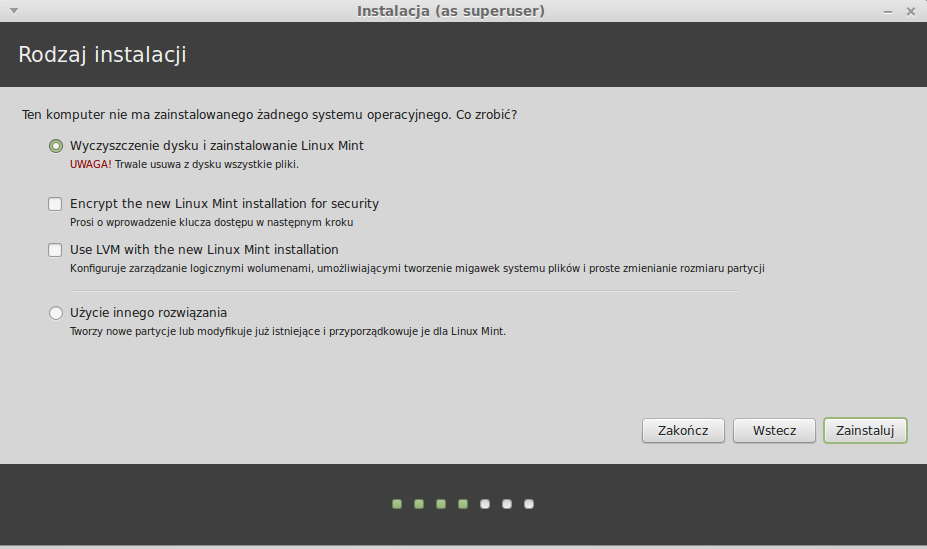 Instalacja (as superuser)
Rodzaj instalacji
Ten komputer nie ma zainstalowanego żadnego systemu operacyjnego. Co zrobić?
Wyczyszczenie dysku i zainstalowanie Linux Mint
UWAGA! Trwale usuwa z dysku wszystkie pliki.
Encrypt the new Linux Mint installation for security
Prosi o wprowadzenie klucza dostępu w następnym kroku
Use LVM with the new Linux Mint installation
Konfiguruje zarządzanie logicznymi wolumenami, umożliwiającymi tworzenie migawek systemu plików i proste zmienianie rozmiaru partycji
Użycie innego rozwiązania
Tworzy nowe partycje lub modyfikuje już istniejące i przyporządkowuje je dla Linux Mint.
Zakończ Wstecz Zainstaluj